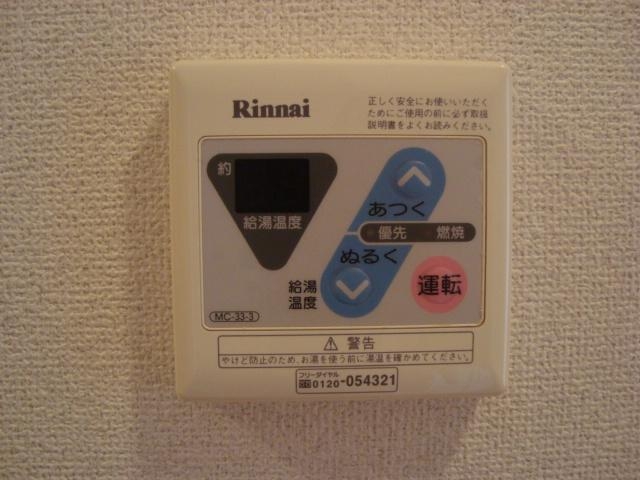 Rinnai
正しく安全にお使いいただく
ためにご使用の前に必ず取扱
説明書をよくお読みください。
約
給湯温度
あつく
優先 燃焼
ぬるく
給湯
温度
運転
MC-33-3
⚠ 警告
やけど防止のため、お湯を使う前に湯温を確かめてください。
フリーダイヤル
0120-054321